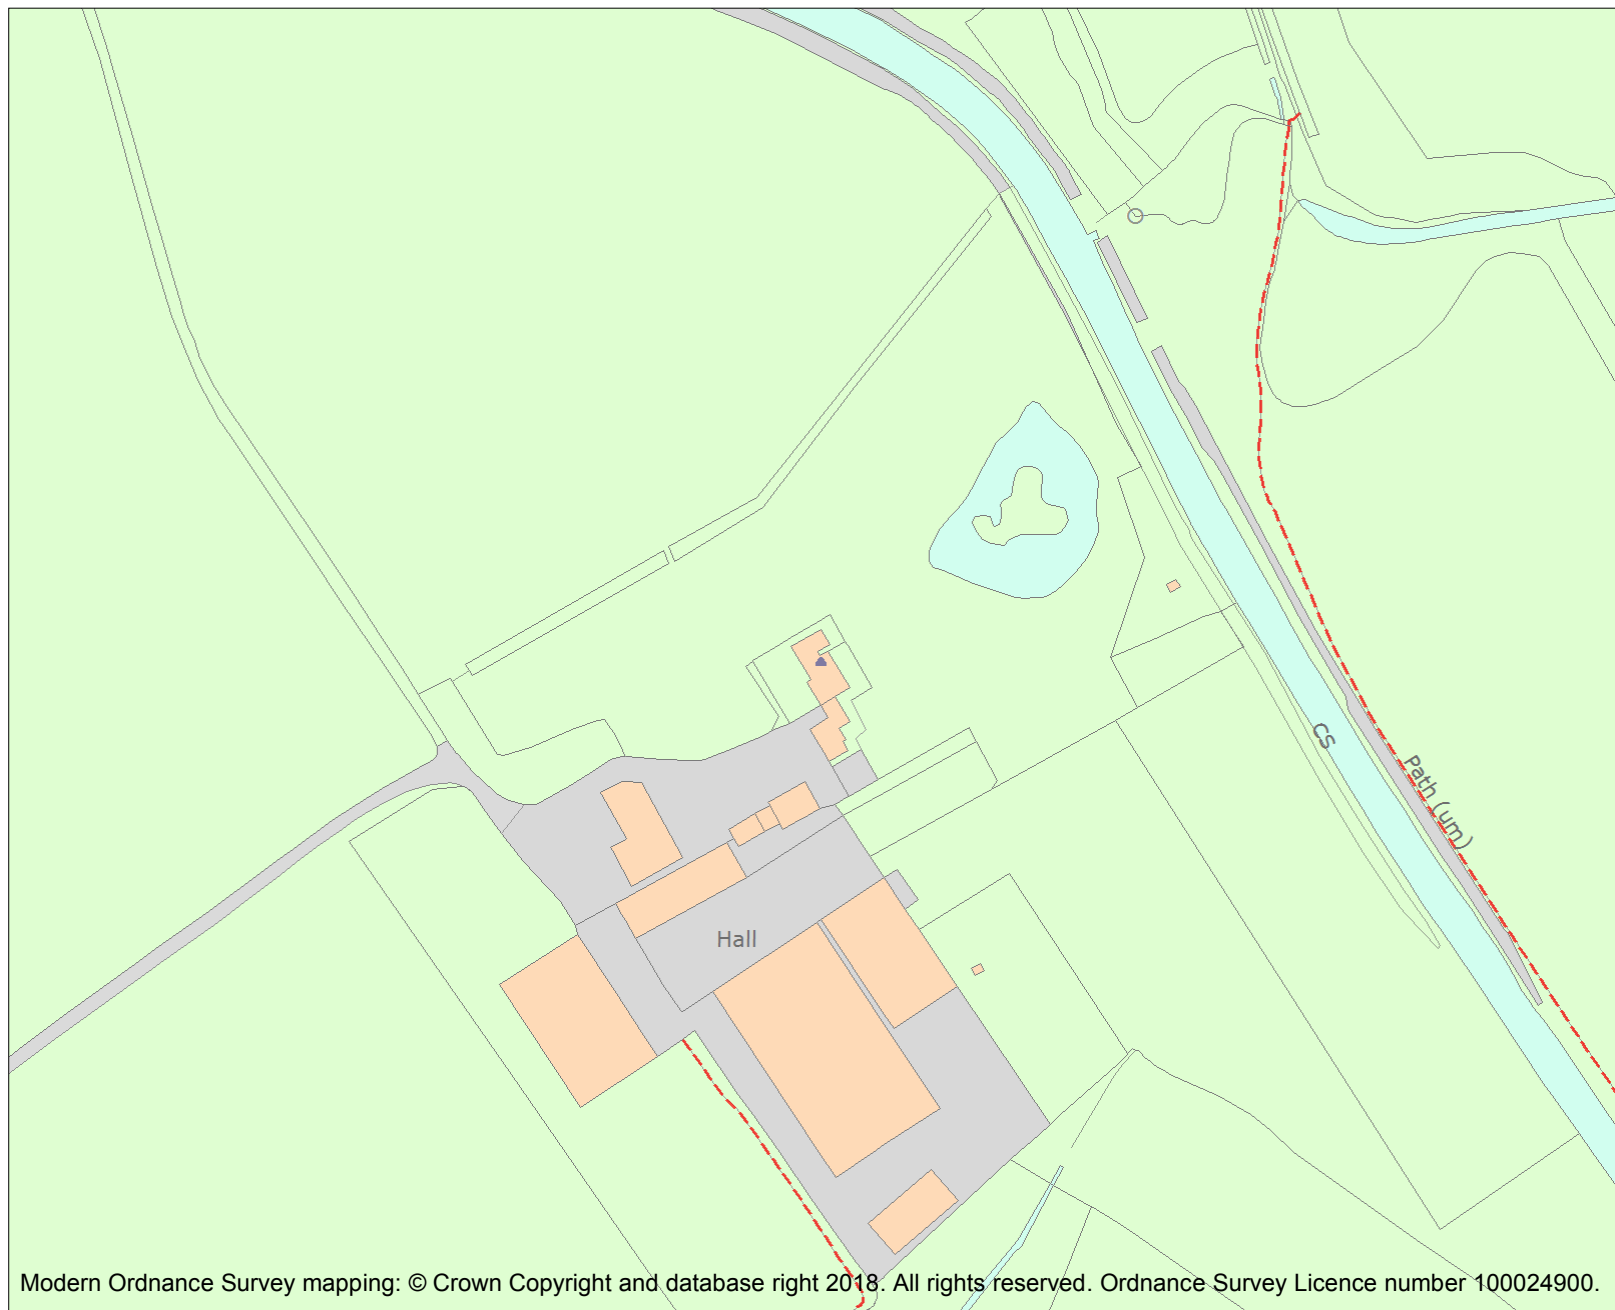 CS
Path (um)
Hall
Modern Ordnance Survey mapping: © Crown Copyright and database right 2018. All rights reserved. Ordnance Survey Licence number 100024900.